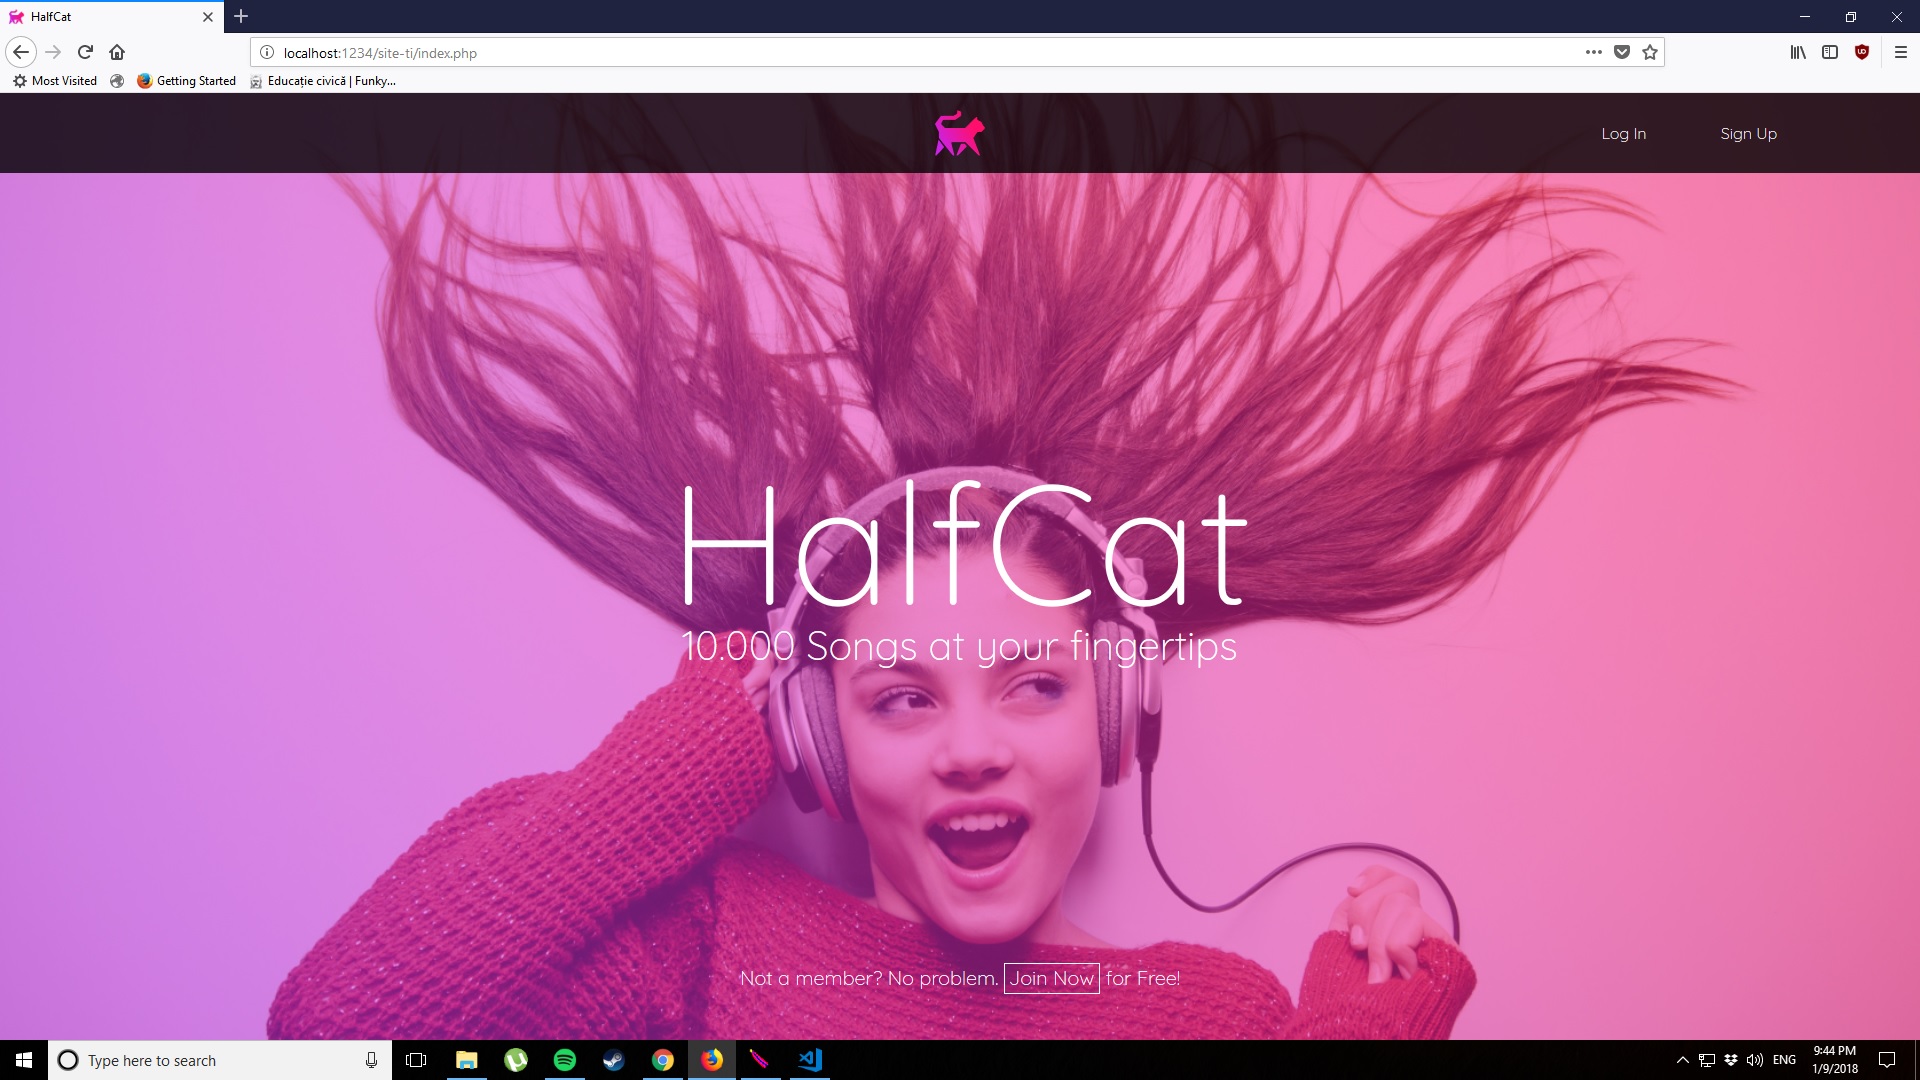 HalfCat
localhost:1234/site-ti/index.php
Most Visited
Getting Started
Educație civică | Funky...
Log In
Sign Up
HalfCat
10.000 Songs at your fingertips
Not a member? No problem. Join Now for Free!
Type here to search
ENG
9:44 PM
1/9/2018